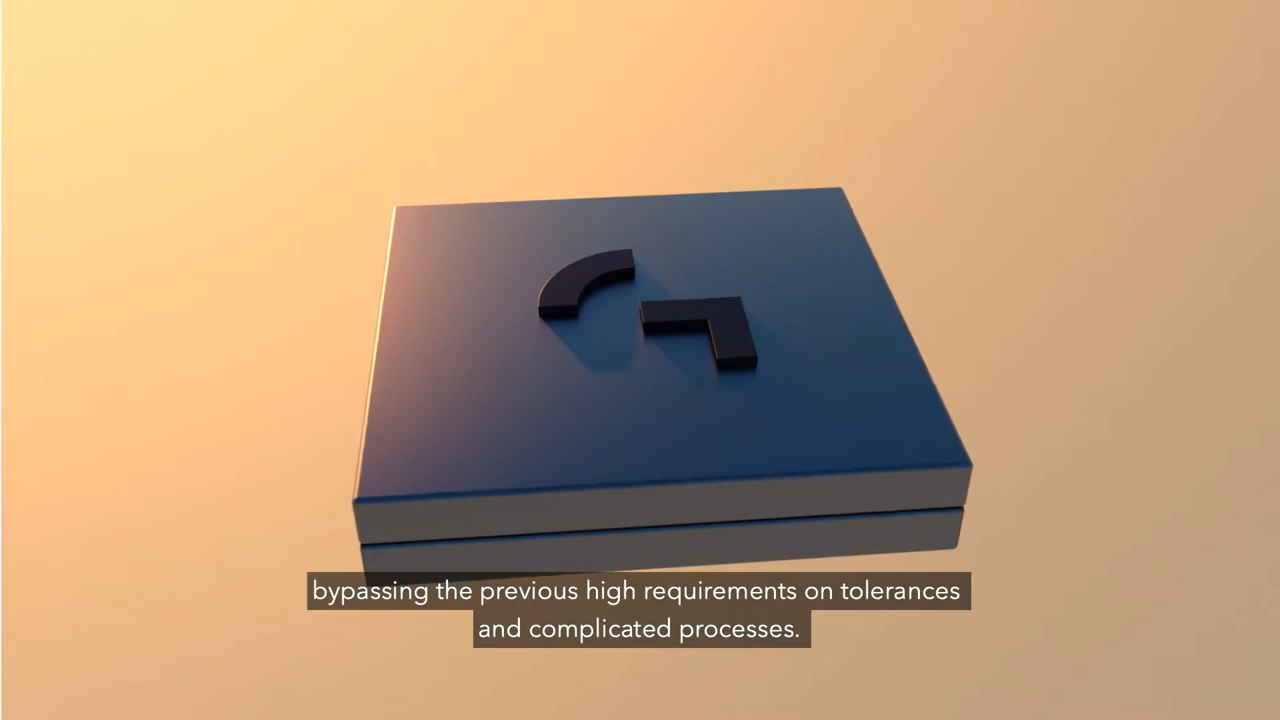 bypassing the previous high requirements on tolerances
and complicated processes.